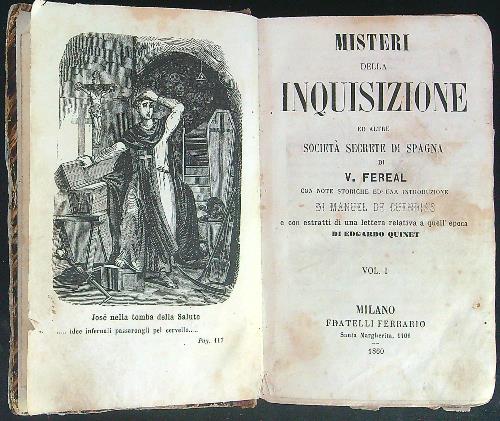 José nella tomba della Salute
..... idee infernali passarongli pel cervello.....
Pag. 117
MISTERI
DELLA
INQUISIZIONE
ED ALTRE
SOCIETÀ SECRETE DI SPAGNA
DI
V. FEREAL
CON NOTE STORICHE ED UNA INTRODUZIONE
DI MANUEL DE CUENDIAS
e con estratti di una lettera relativa a quell'epoca
DI EDGARDO QUINET
VOL. I
MILANO
FRATELLI FERRARIO
Santa Margherita, 1106
1860